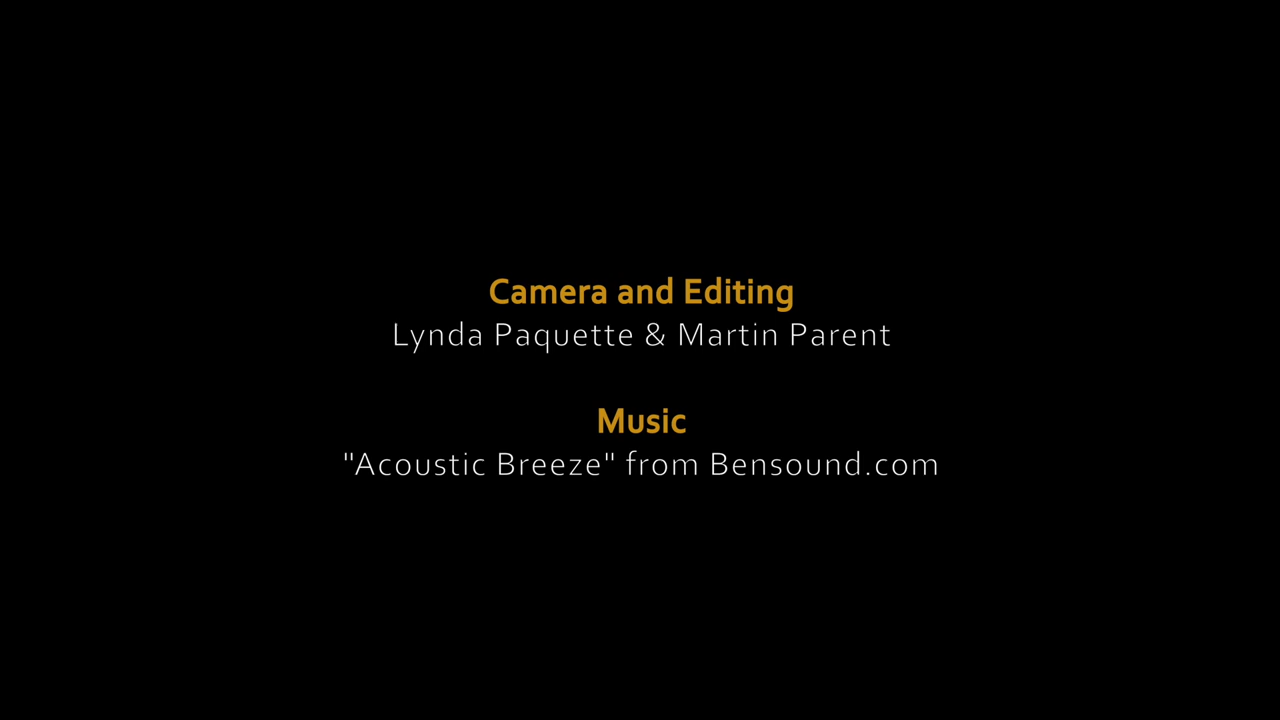 Camera and Editing
Lynda Paquette & Martin Parent
Music
"Acoustic Breeze" from Bensound.com